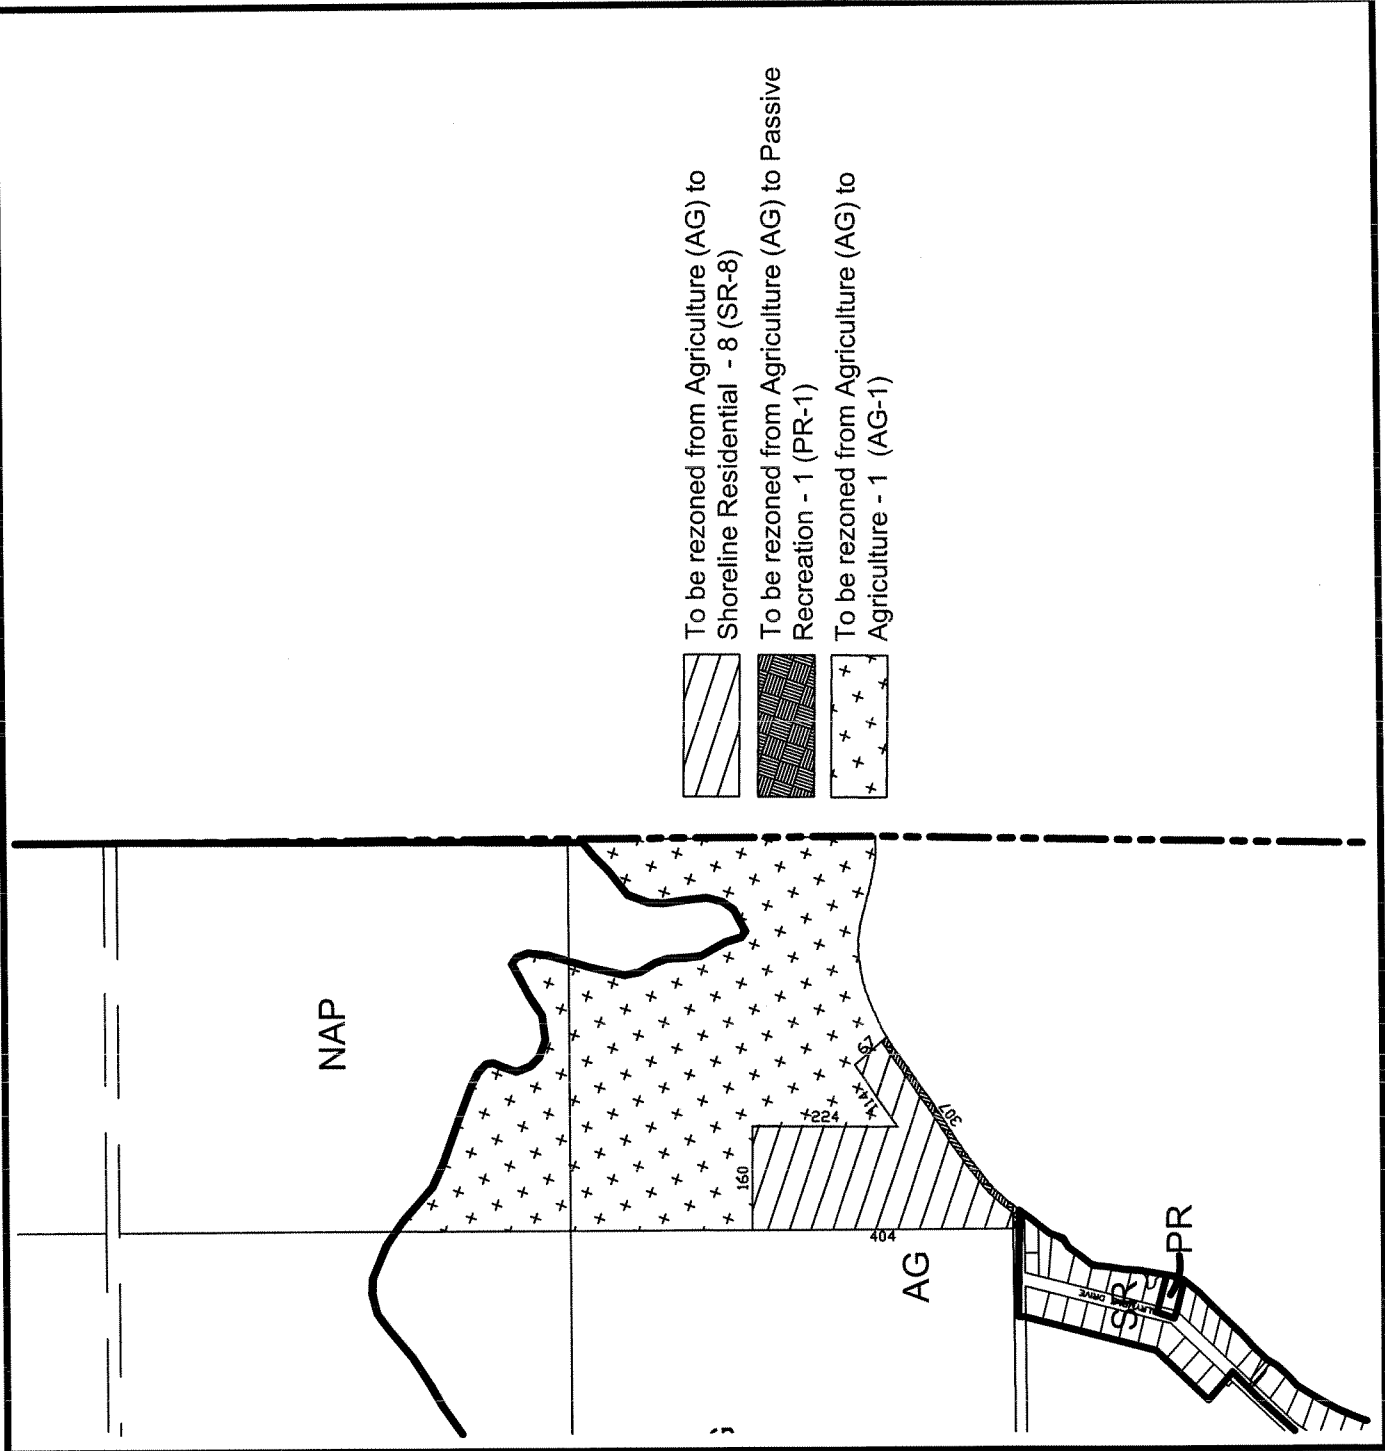 To be rezoned from Agriculture (AG) to
Shoreline Residential - 8 (SR-8)
To be rezoned from Agriculture (AG) to Passive
Recreation - 1 (PR-1)
To be rezoned from Agriculture (AG) to
Agriculture - 1 (AG-1)
NAP
79
114
224
307
160
404
AG
PR
SR
DRIVE